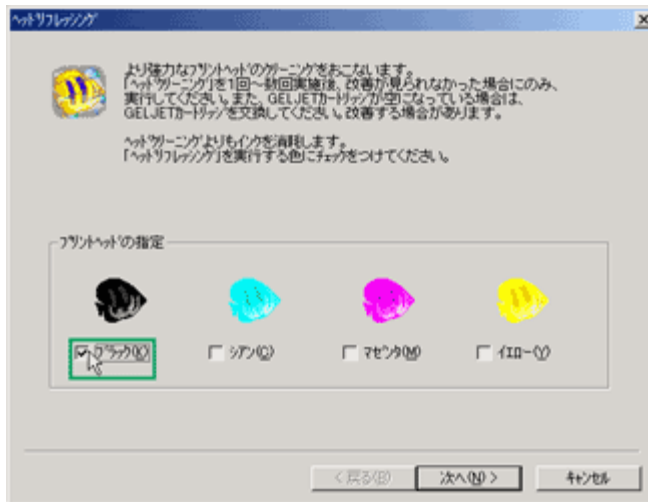 ﾍｯﾄﾞﾘﾌﾚｯｼﾝｸﾞ
より強力なﾌﾟﾘﾝﾄﾍｯﾄﾞのｸﾘｰﾆﾝｸﾞをおこないます。
「ﾍｯﾄﾞｸﾘｰﾆﾝｸﾞ」を1回～数回実施後、改善が見られなかった場合にのみ、
実行してください。また、GELJETｶｰﾄﾘｯｼﾞが空になっている場合は、
GELJETｶｰﾄﾘｯｼﾞを交換してください。改善する場合があります。
ﾍｯﾄﾞｸﾘｰﾆﾝｸﾞよりもインクを消耗します。
「ﾍｯﾄﾞﾘﾌﾚｯｼﾝｸﾞ」を実行する色にﾁｪｯｸをつけてください。
ﾌﾟﾘﾝﾄﾍｯﾄﾞの指定
ﾌﾞﾗｯｸ(K)
ｼｱﾝ(C)
ﾏｾﾞﾝﾀ(M)
ｲｴﾛｰ(Y)
< 戻る(B)
次へ(N) >
ｷｬﾝｾﾙ